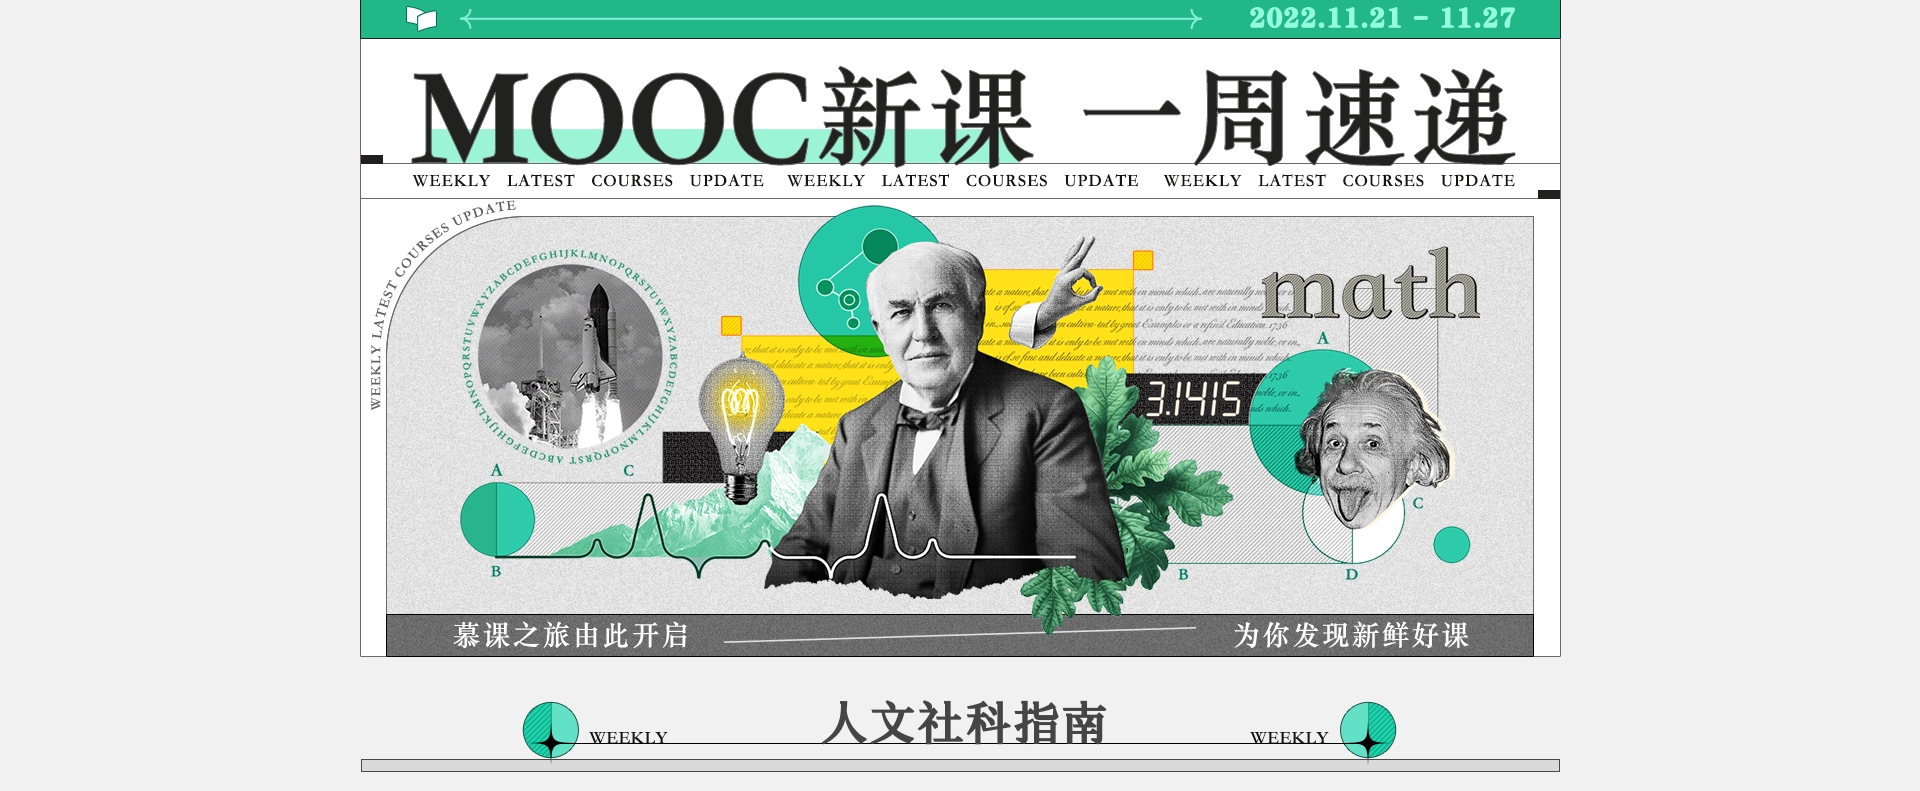 2022.11.21 - 11.27
MOOC新课 一周速递
WEEKLY LATEST COURSES UPDATE WEEKLY LATEST COURSES UPDATE WEEKLY LATEST COURSES UPDATE
WEEKLY LATEST COURSES UPDATE
math
3.1415
A
A
C
C
B
B
D
慕课之旅由此开启
为你发现新鲜好课
WEEKLY
人文社科指南
WEEKLY